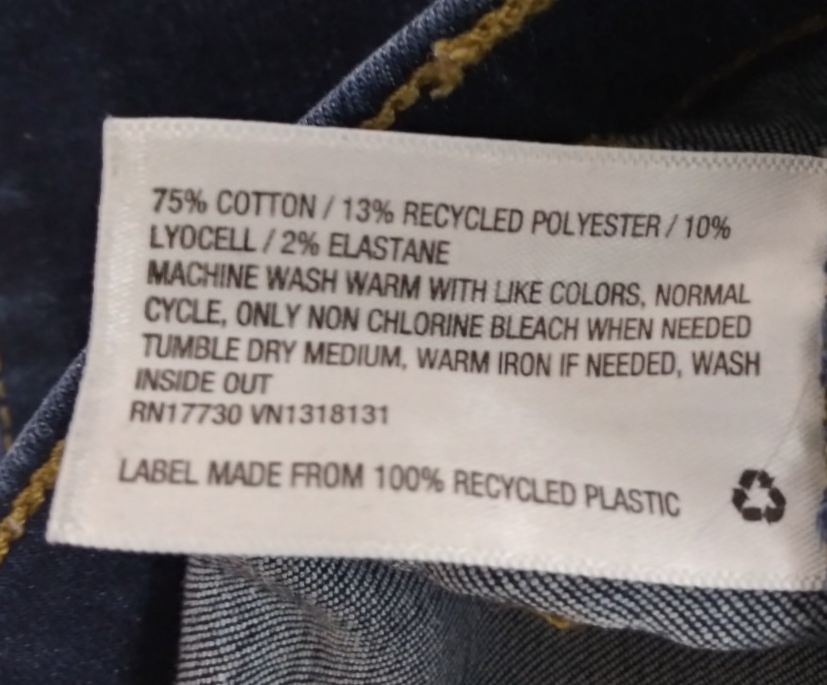 75% COTTON / 13% RECYCLED POLYESTER / 10%
LYOCELL / 2% ELASTANE
MACHINE WASH WARM WITH LIKE COLORS, NORMAL
CYCLE, ONLY NON CHLORINE BLEACH WHEN NEEDED
TUMBLE DRY MEDIUM, WARM IRON IF NEEDED, WASH
INSIDE OUT
RN17730 VN1318131
LABEL MADE FROM 100% RECYCLED PLASTIC